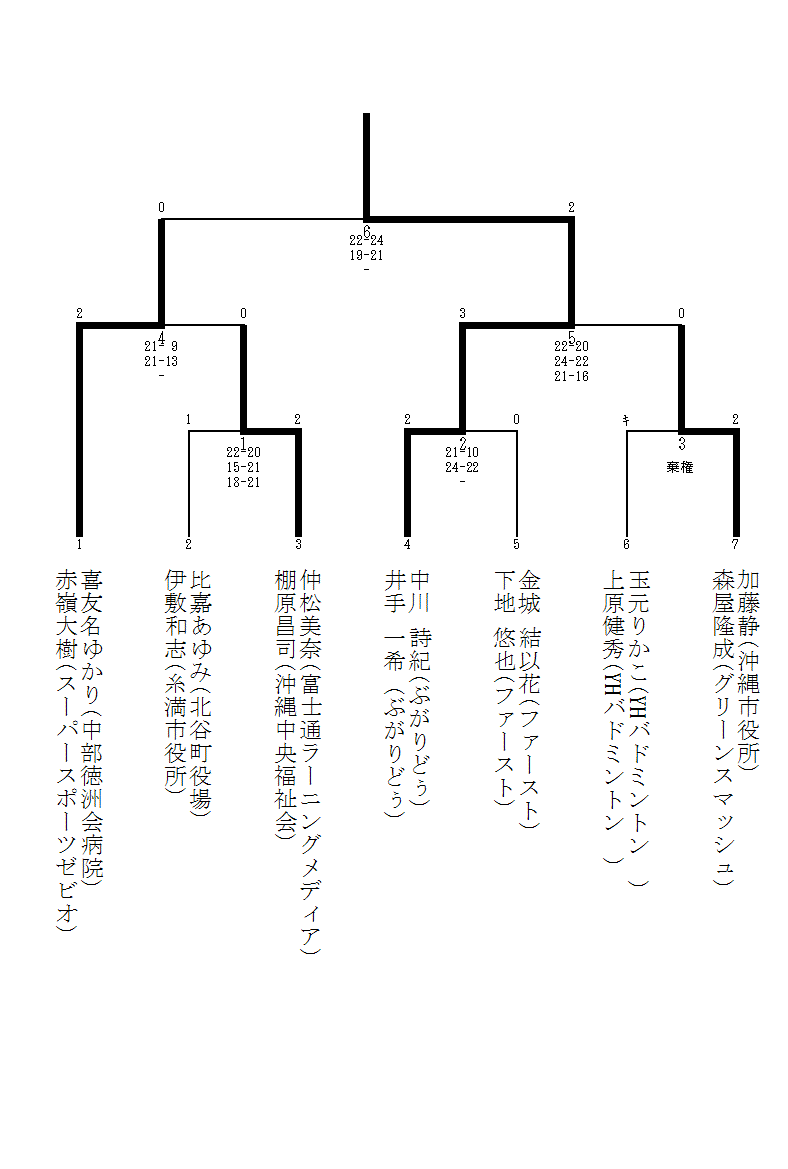 0 2
6
22-24
19-21
-
2 0 3 0
4
21- 9
21-13
-
5
22-20
24-22
21-16
1 2 2 0 ｷ 2
1
22-20
15-21
18-21
2
21-10
24-22
-
3
棄権
1 2 3 4 5 6 7
喜友名ゆかり(中部徳洲会病院)
赤嶺大樹(スーパースポーツゼビオ)
比嘉あゆみ(北谷町役場)
伊敷和志(糸満市役所)
仲松美奈(富士通ラーニングメディア)
棚原昌司(沖縄中央福祉会)
中川 詩紀(ぶがりどぅ)
井手 一希(ぶがりどぅ)
金城 結以花(ファースト)
下地 悠也(ファースト)
玉元りかこ(YHバドミントン )
上原健秀(YHバドミントン )
加藤静(沖縄市役所)
森屋隆成(グリーンスマッシュ)